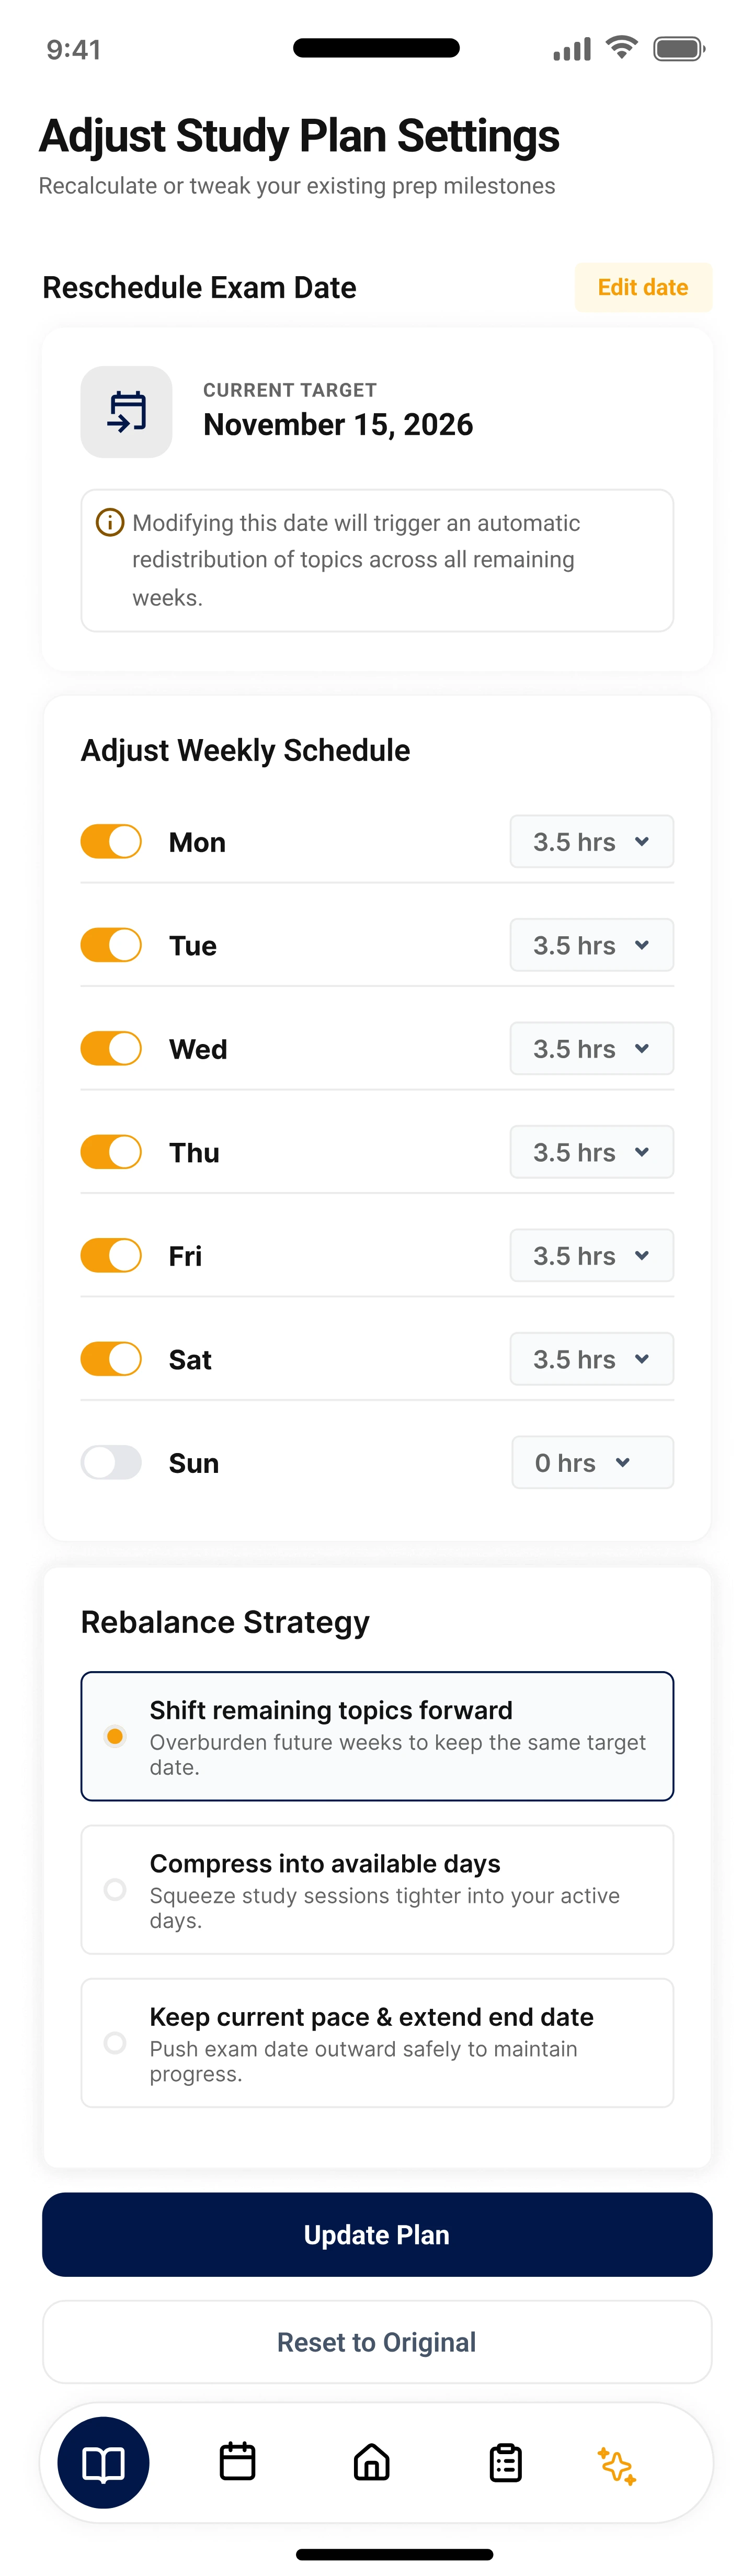 9:41
Adjust Study Plan Settings
Recalculate or tweak your existing prep milestones
Reschedule Exam Date
Edit date
CURRENT TARGET
November 15, 2026
Modifying this date will trigger an automatic
redistribution of topics across all remaining
weeks.
Adjust Weekly Schedule
Mon
3.5 hrs
Tue
3.5 hrs
Wed
3.5 hrs
Thu
3.5 hrs
Fri
3.5 hrs
Sat
3.5 hrs
Sun
0 hrs
Rebalance Strategy
Shift remaining topics forward
Overburden future weeks to keep the same target
date.
Compress into available days
Squeeze study sessions tighter into your active
days.
Keep current pace & extend end date
Push exam date outward safely to maintain
progress.
Update Plan
Reset to Original